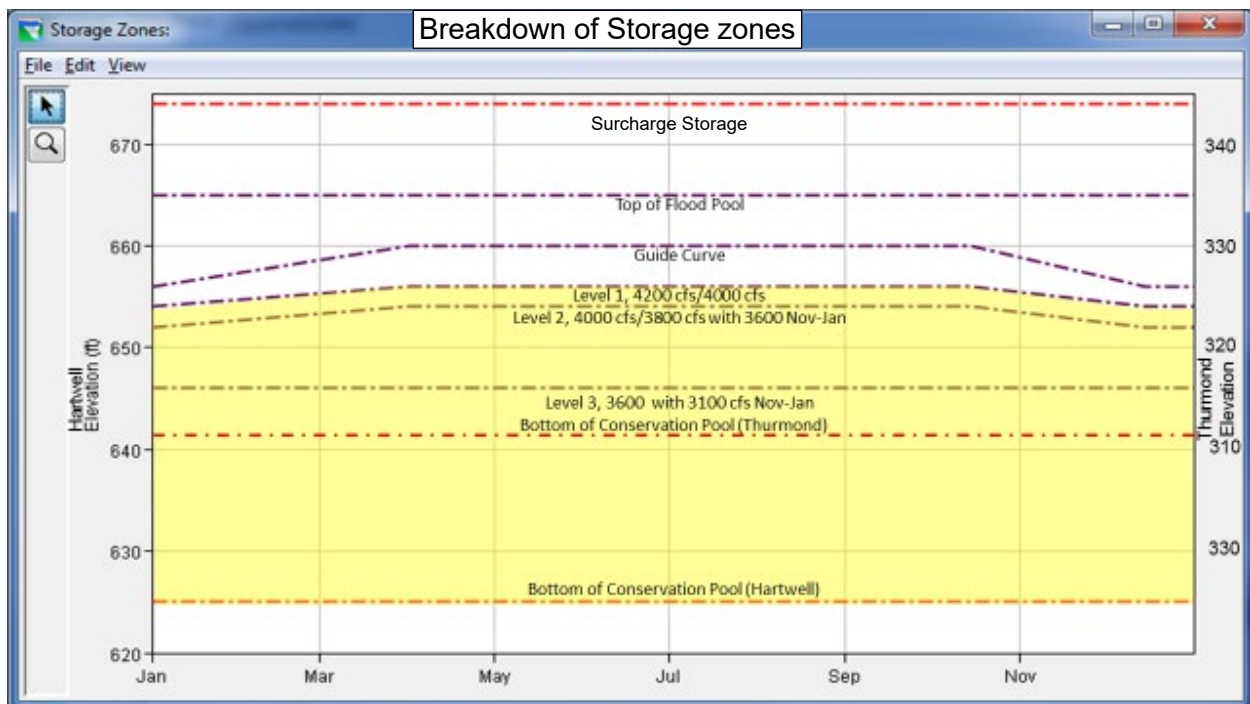 Storage Zones:
Breakdown of Storage zones
File Edit View
Surcharge Storage
Top of Flood Pool
Guide Curve
Level 1, 4200 cfs/4000 cfs
Level 2, 4000 cfs/3800 cfs with 3600 Nov-Jan
Level 3, 3600 with 3100 cfs Nov-Jan
Bottom of Conservation Pool (Thurmond)
Bottom of Conservation Pool (Hartwell)
Hartwell
Elevation (ft)
670
660
650
640
630
620
Thurmond
Elevation
340
330
320
310
330
Jan Mar May Jul Sep Nov